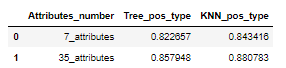 Attributes_number Tree_pos_type KNN_pos_type
0 7_attributes 0.822657 0.843416
1 35_attributes 0.857948 0.880783